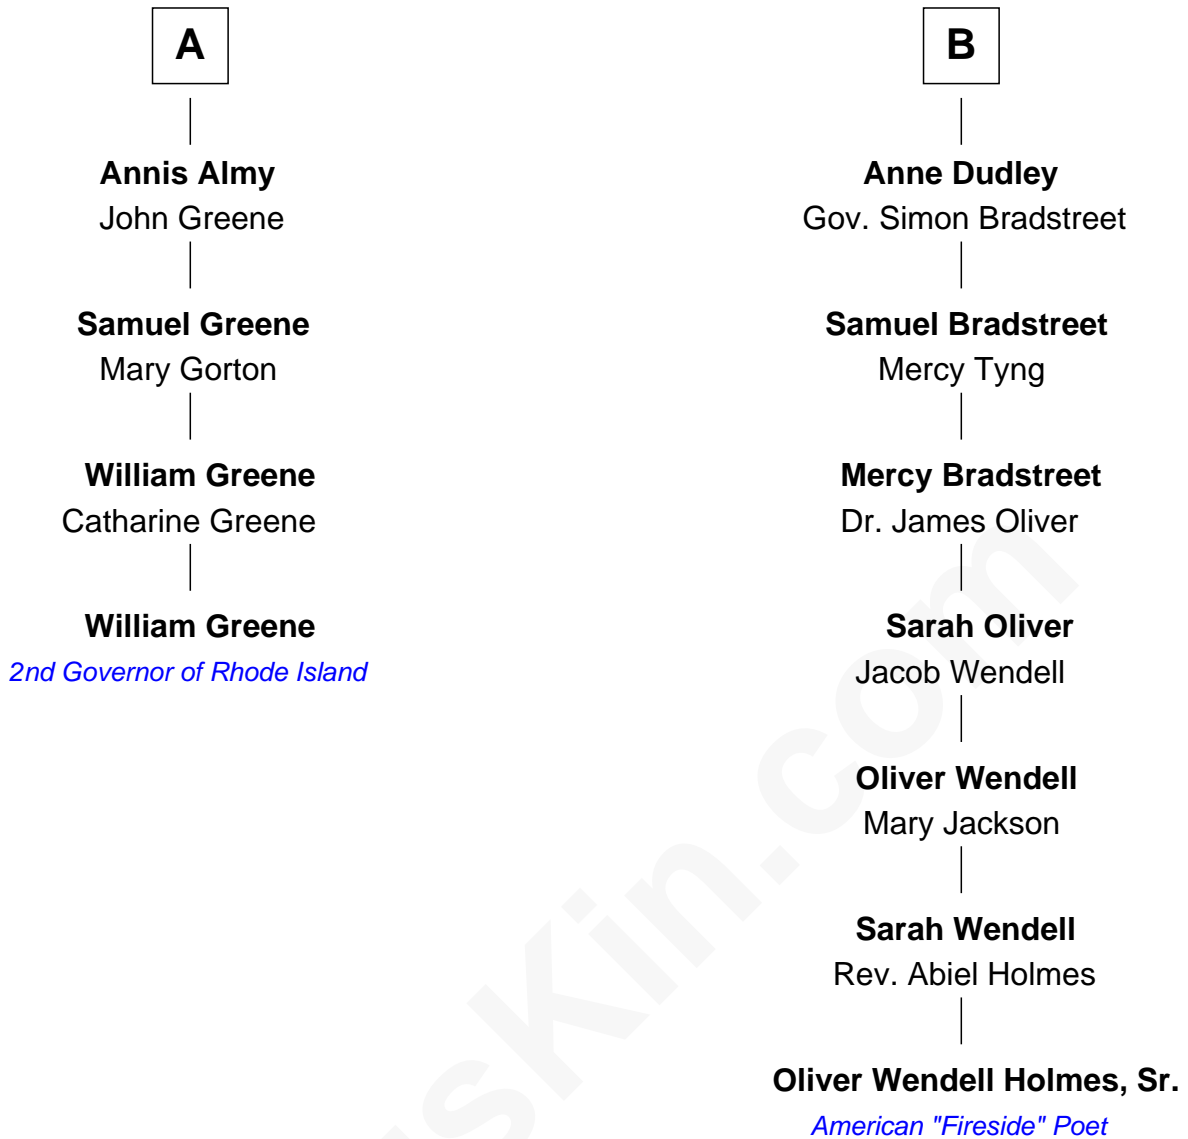 A
Annis Almy
John Greene
Samuel Greene
Mary Gorton
William Greene
Catharine Greene
William Greene
2nd Governor of Rhode Island
B
Anne Dudley
Gov. Simon Bradstreet
Samuel Bradstreet
Mercy Tyng
Mercy Bradstreet
Dr. James Oliver
Sarah Oliver
Jacob Wendell
Oliver Wendell
Mary Jackson
Sarah Wendell
Rev. Abiel Holmes
Oliver Wendell Holmes, Sr.
American "Fireside" Poet
sKin.com